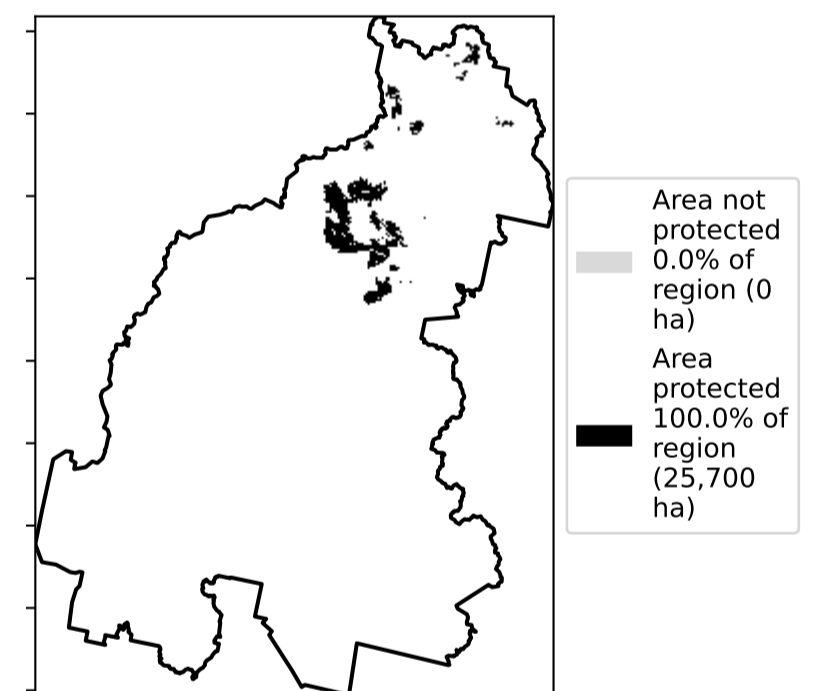 Area not
protected
0.0% of
region (0
ha)
Area
protected
100.0% of
region
(25,700
ha)